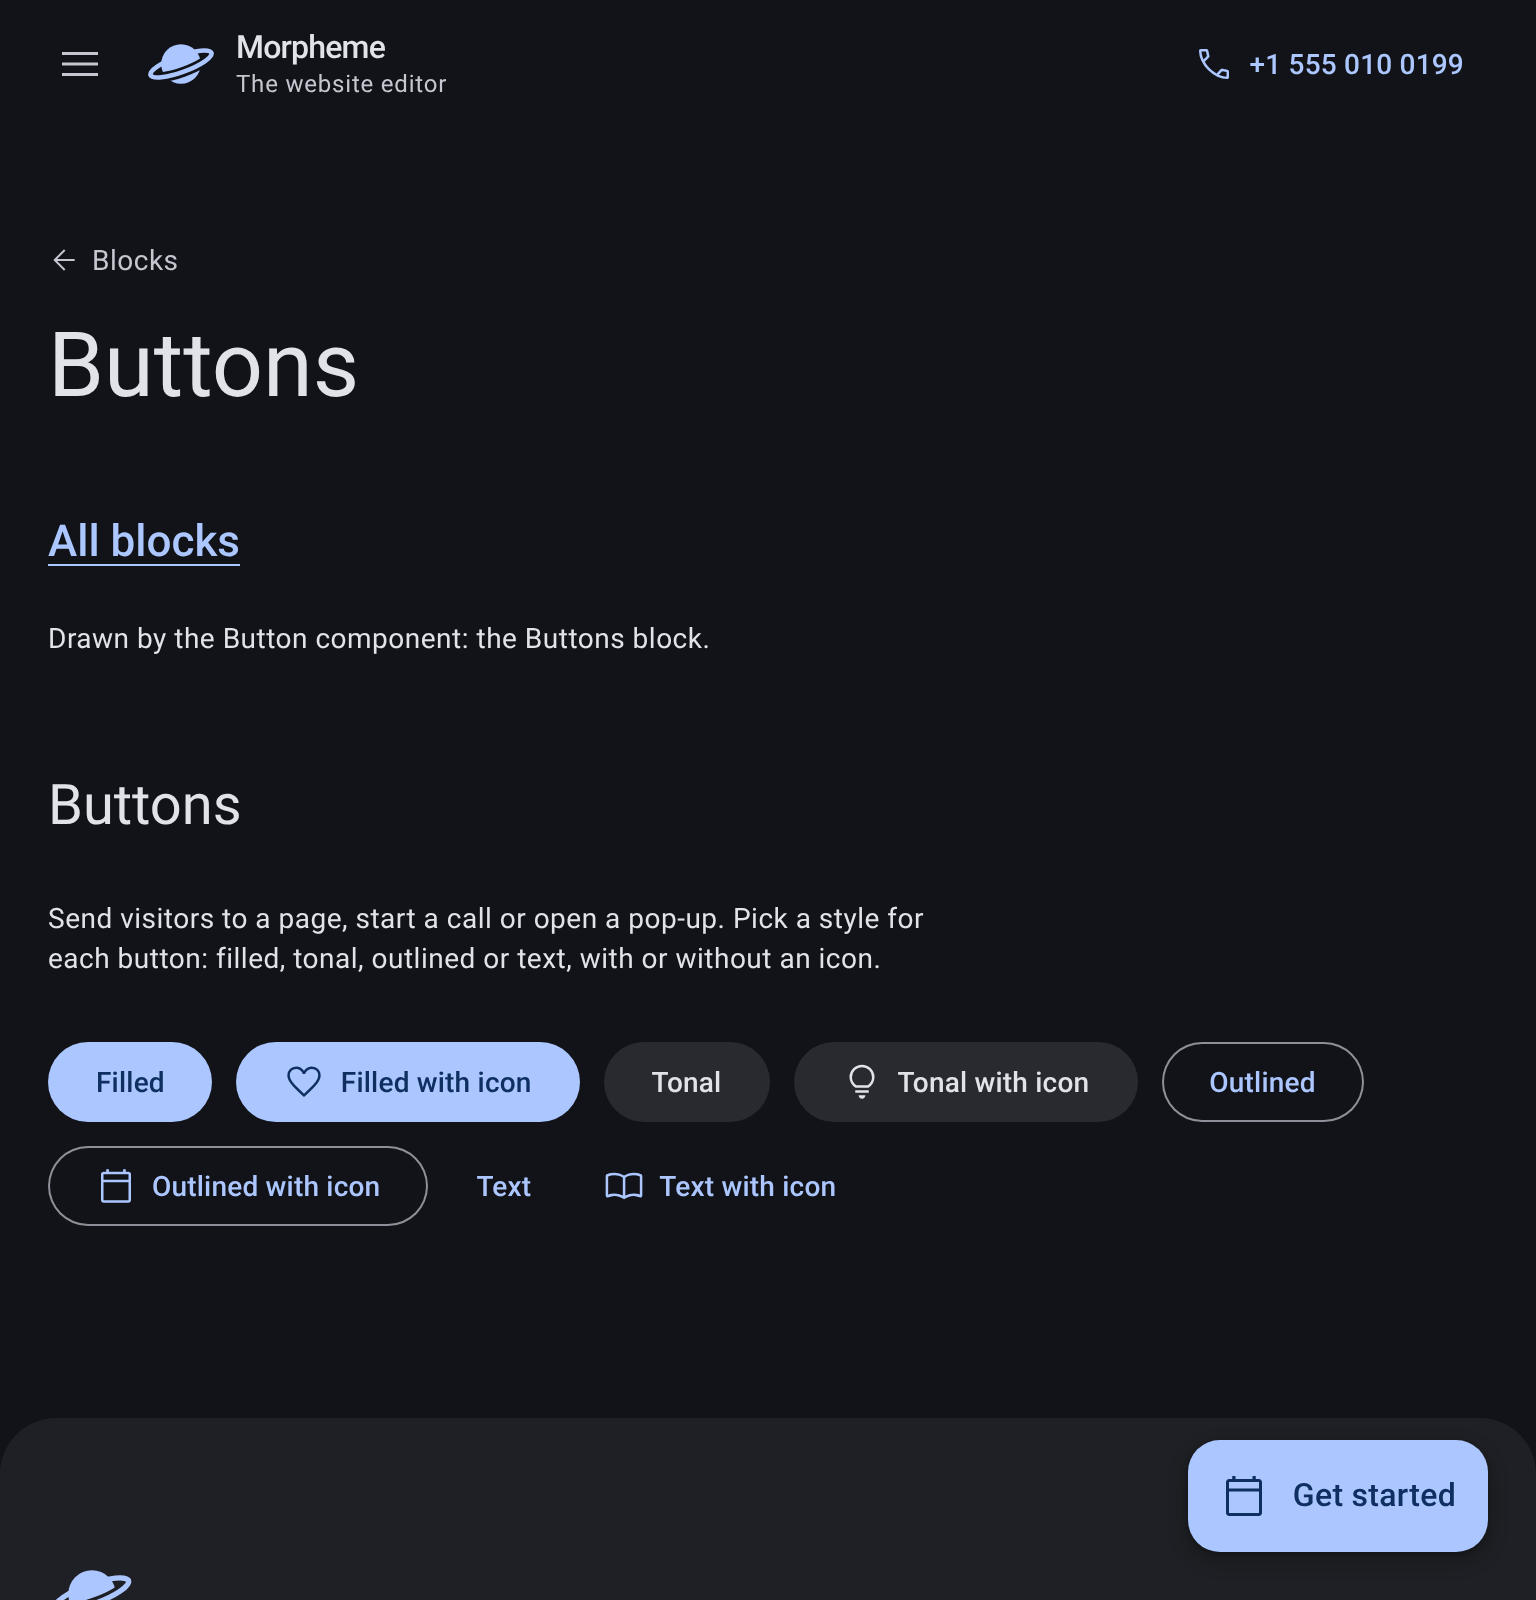 Morpheme
The website editor
+1 555 010 0199
Blocks
Buttons
All blocks
Drawn by the Button component: the Buttons block.
Buttons
Send visitors to a page, start a call or open a pop-up. Pick a style for
each button: filled, tonal, outlined or text, with or without an icon.
Filled
Filled with icon
Tonal
Tonal with icon
Outlined
Outlined with icon
Text
Text with icon
Get started